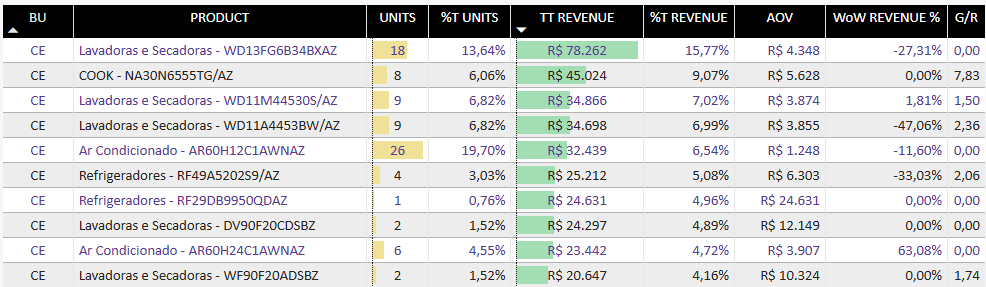 BU PRODUCT UNITS %T UNITS TT REVENUE %T REVENUE AOV WoW REVENUE % G/R
CE Lavadoras e Secadoras - WD13FG6B34BXAZ 18 13,64% R$ 78.262 15,77% R$ 4.348 -27,31% 0,00
CE COOK - NA30N6555TG/AZ 8 6,06% R$ 45.024 9,07% R$ 5.628 0,00% 7,83
CE Lavadoras e Secadoras - WD11M44530S/AZ 9 6,82% R$ 34.866 7,02% R$ 3.874 1,81% 1,50
CE Lavadoras e Secadoras - WD11A4453BW/AZ 9 6,82% R$ 34.698 6,99% R$ 3.855 -47,06% 2,36
CE Ar Condicionado - AR60H12C1AWNAZ 26 19,70% R$ 32.439 6,54% R$ 1.248 -11,60% 0,00
CE Refrigeradores - RF49A5202S9/AZ 4 3,03% R$ 25.212 5,08% R$ 6.303 -33,03% 2,06
CE Refrigeradores - RF29DB9950QDAZ 1 0,76% R$ 24.631 4,96% R$ 24.631 0,00% 0,00
CE Lavadoras e Secadoras - DV90F20CDSBZ 2 1,52% R$ 24.297 4,89% R$ 12.149 0,00% 0,00
CE Ar Condicionado - AR60H24C1AWNAZ 6 4,55% R$ 23.442 4,72% R$ 3.907 63,08% 0,00
CE Lavadoras e Secadoras - WF90F20ADSBZ 2 1,52% R$ 20.647 4,16% R$ 10.324 0,00% 1,74